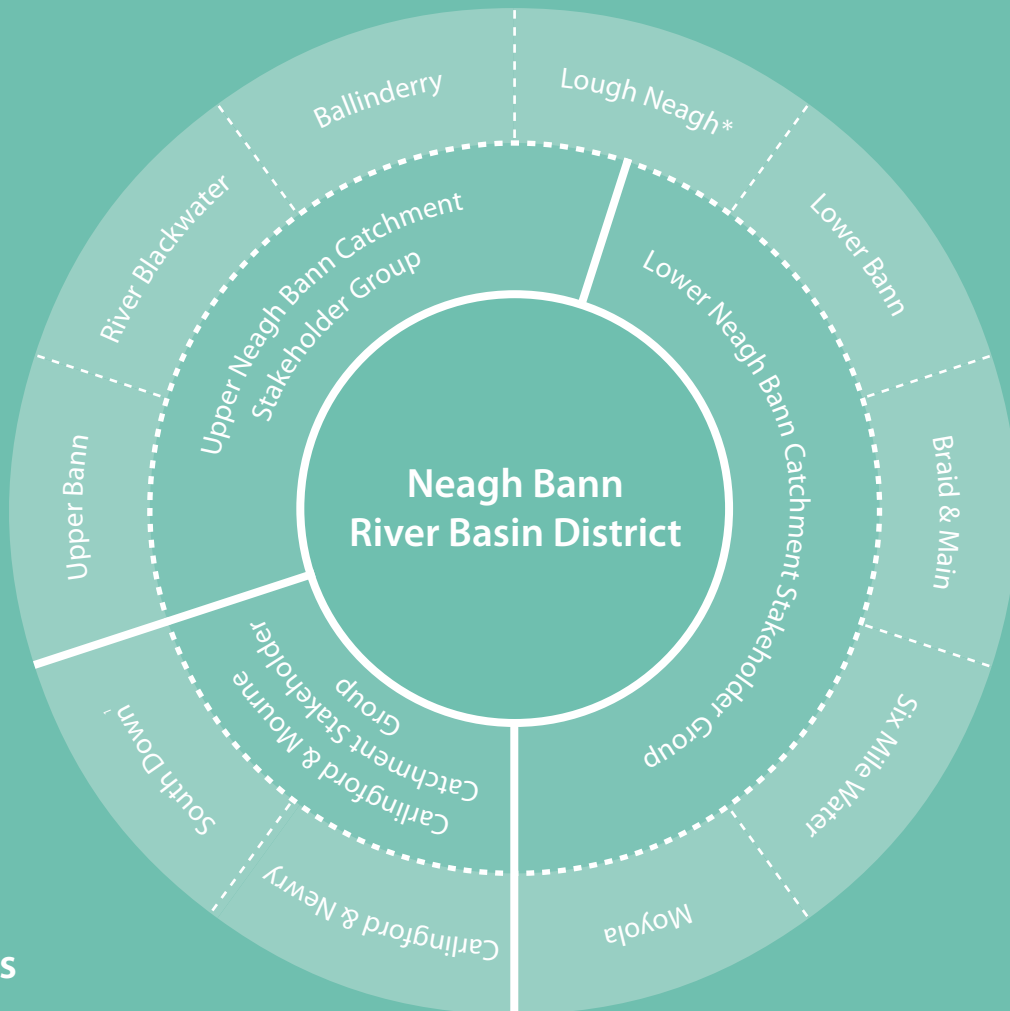 Neagh Bann
River Basin District
Upper Neagh Bann Catchment
Stakeholder Group
Lower Neagh Bann Catchment Stakeholder Group
Carlingford & Mourne
Catchment Stakeholder
Group
Lough Neagh*
Lower Bann
Braid & Main
Six Mile Water
Moyola
Carlingford & Newry
South Down
Upper Bann
River Blackwater
Ballinderry